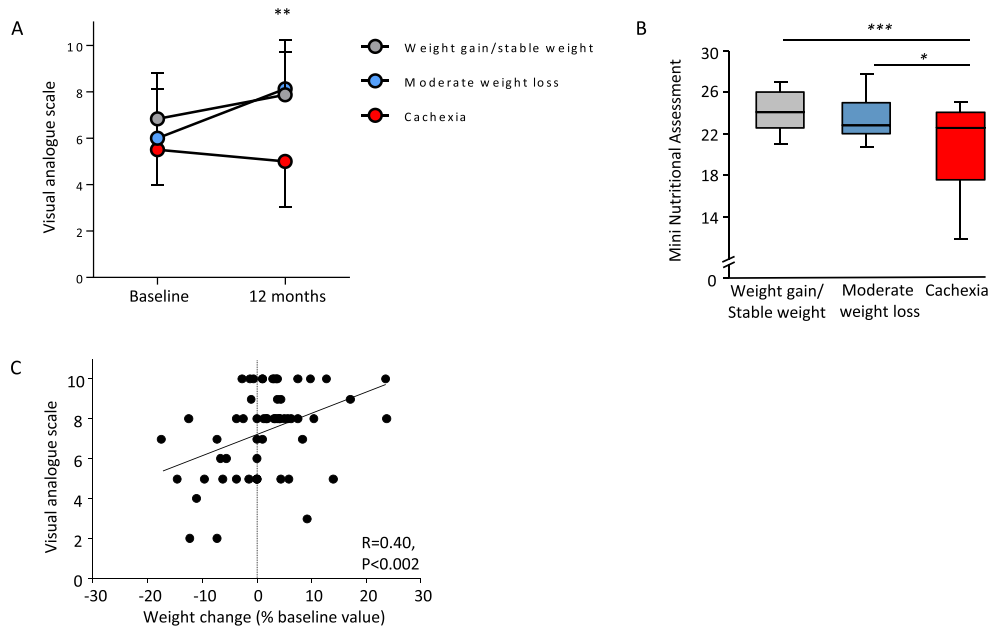 A
**
Visual analogue scale
10
8
6
4
2
0
Baseline
12 months
Weight gain/stable weight
Moderate weight loss
Cachexia
B
***
*
Mini Nutritional Assessment
30
26
22
18
14
0
Weight gain/
Stable weight
Moderate
weight loss
Cachexia
C
Visual analogue scale
10
8
6
4
2
0
R=0.40,
P<0.002
-30
-20
-10
0
10
20
30
Weight change (% baseline value)